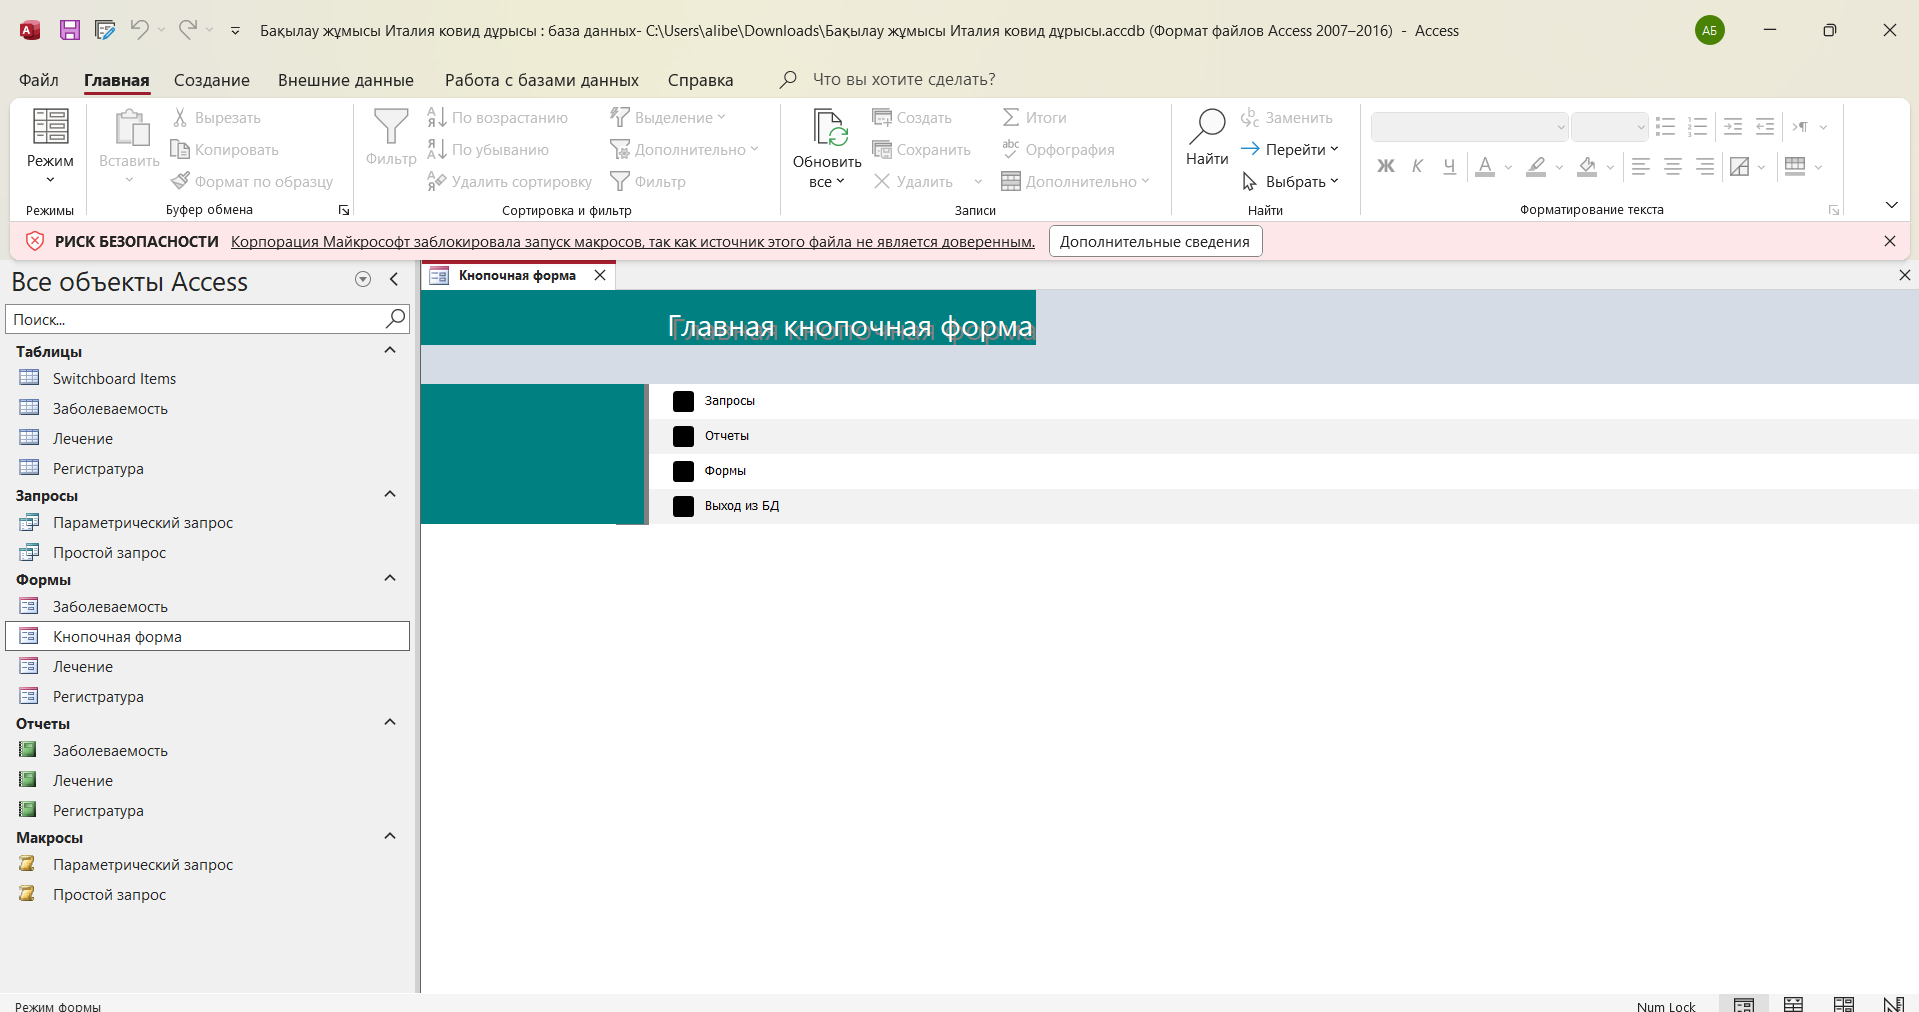 Бақылау жұмысы Италия ковид дұрысы : база данных- C:\Users\alibe\Downloads\Бақылау жұмысы Италия ковид дұрысы.accdb (Формат файлов Access 2007–2016) - Access
АБ
Файл Главная Создание Внешние данные Работа с базами данных Справка Что вы хотите сделать?
Режим
Режимы
Вставить
Вырезать
Копировать
Формат по образцу
Буфер обмена
Фильтр
По возрастанию
По убыванию
Удалить сортировку
Выделение
Дополнительно
Фильтр
Сортировка и фильтр
Обновить
все
Создать
Сохранить
Удалить
Итоги
Орфография
Дополнительно
Записи
Найти
Заменить
Перейти
Выбрать
Найти
Ж К Ч А
Форматирование текста
РИСК БЕЗОПАСНОСТИ Корпорация Майкрософт заблокировала запуск макросов, так как источник этого файла не является доверенным. Дополнительные сведения
Все объекты Access
Поиск...
Таблицы
Switchboard Items
Заболеваемость
Лечение
Регистратура
Запросы
Параметрический запрос
Простой запрос
Формы
Заболеваемость
Кнопочная форма
Лечение
Регистратура
Отчеты
Заболеваемость
Лечение
Регистратура
Макросы
Параметрический запрос
Простой запрос
Кнопочная форма
Главная кнопочная форма
Запросы
Отчеты
Формы
Выход из БД
Режим формы
Num Lock